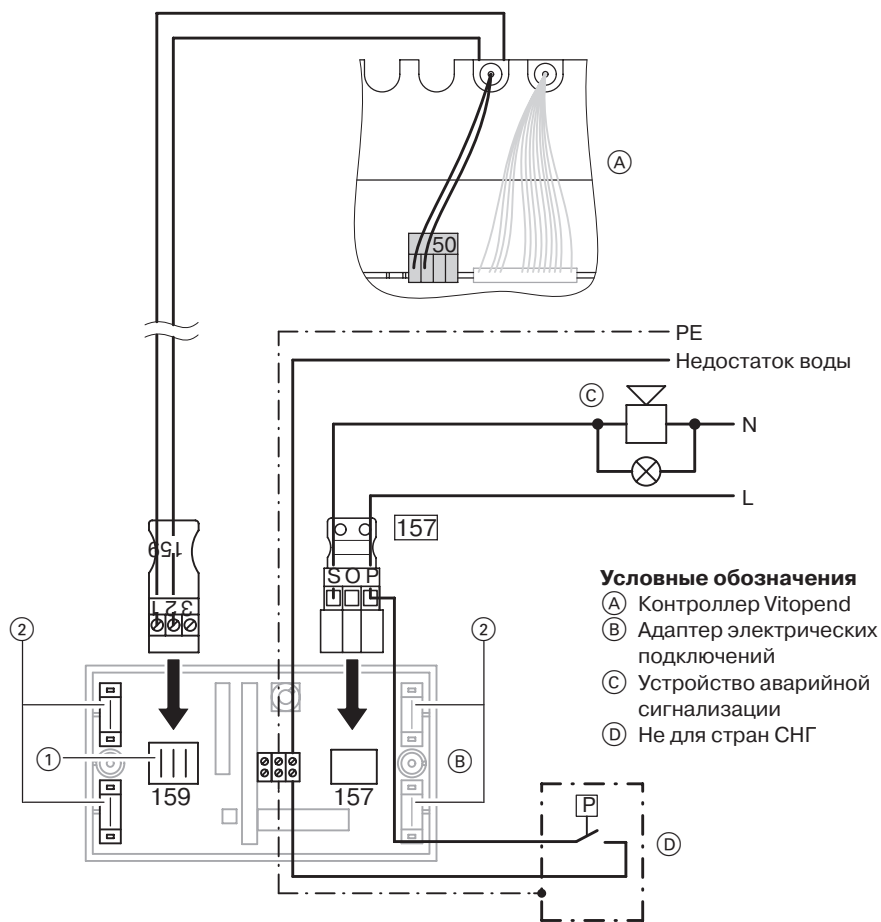 A
50
PE
Недостаток воды
C
N
L
159
157
1 2 3
S O P
2
2
1
159
157
B
P
D
Условные обозначения
A Контроллер Vitopend
B Адаптер электрических
подключений
C Устройство аварийной
сигнализации
D Не для стран СНГ